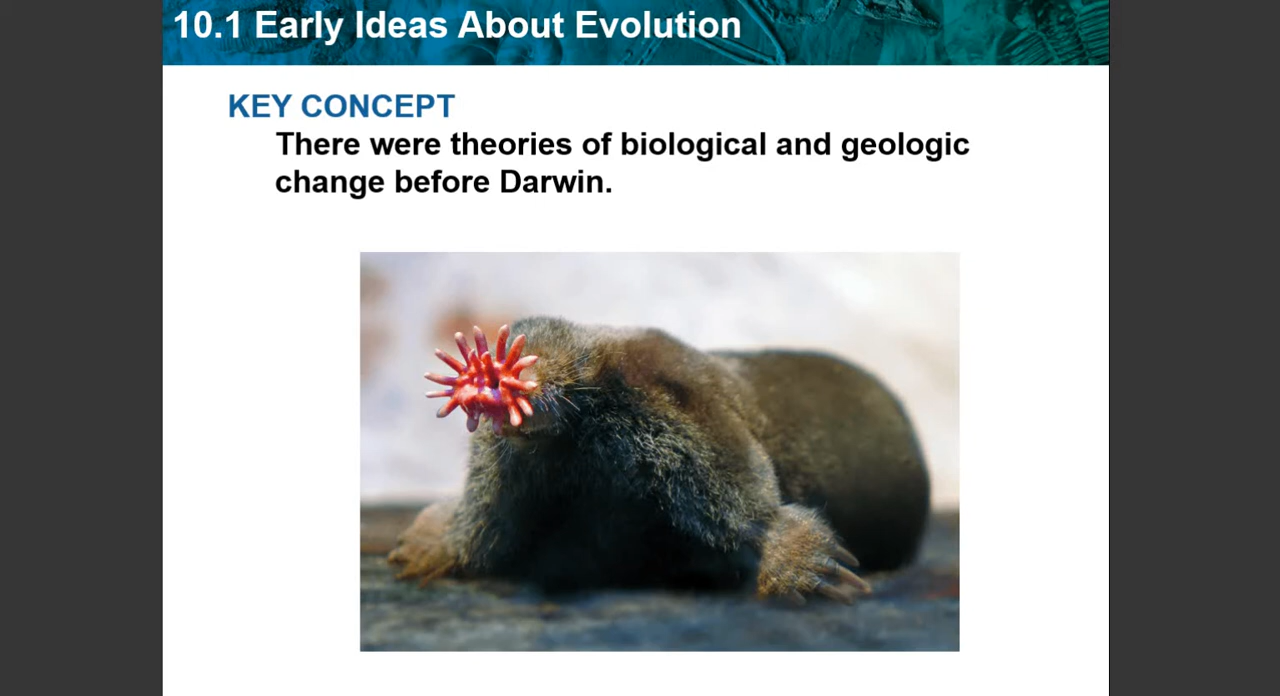 10.1 Early Ideas About Evolution
KEY CONCEPT
There were theories of biological and geologic
change before Darwin.